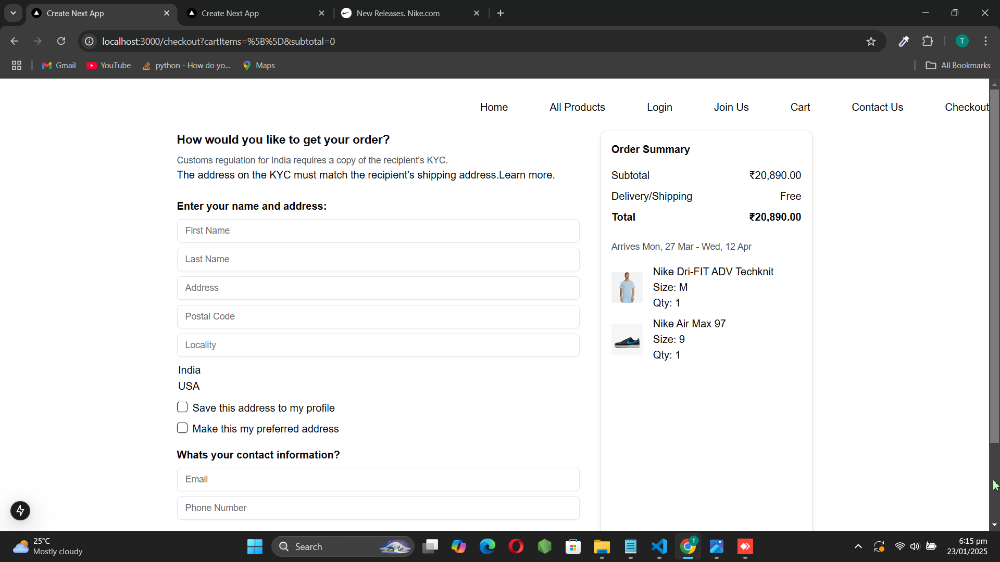 Create Next App
Create Next App
New Releases. Nike.com
localhost:3000/checkout?cartItems=%5B%5D&subtotal=0
T
Gmail
YouTube
python - How do yo...
Maps
All Bookmarks
Home
All Products
Login
Join Us
Cart
Contact Us
Checkout
How would you like to get your order?
Customs regulation for India requires a copy of the recipient's KYC.
The address on the KYC must match the recipient's shipping address.Learn more.
Enter your name and address:
First Name
Last Name
Address
Postal Code
Locality
India
USA
Save this address to my profile
Make this my preferred address
Whats your contact information?
Email
Phone Number
Order Summary
Subtotal ₹20,890.00
Delivery/Shipping Free
Total ₹20,890.00
Arrives Mon, 27 Mar - Wed, 12 Apr
Nike Dri-FIT ADV Techknit
Size: M
Qty: 1
Nike Air Max 97
Size: 9
Qty: 1
25°C
Mostly cloudy
Search
T
6:15 pm
23/01/2025